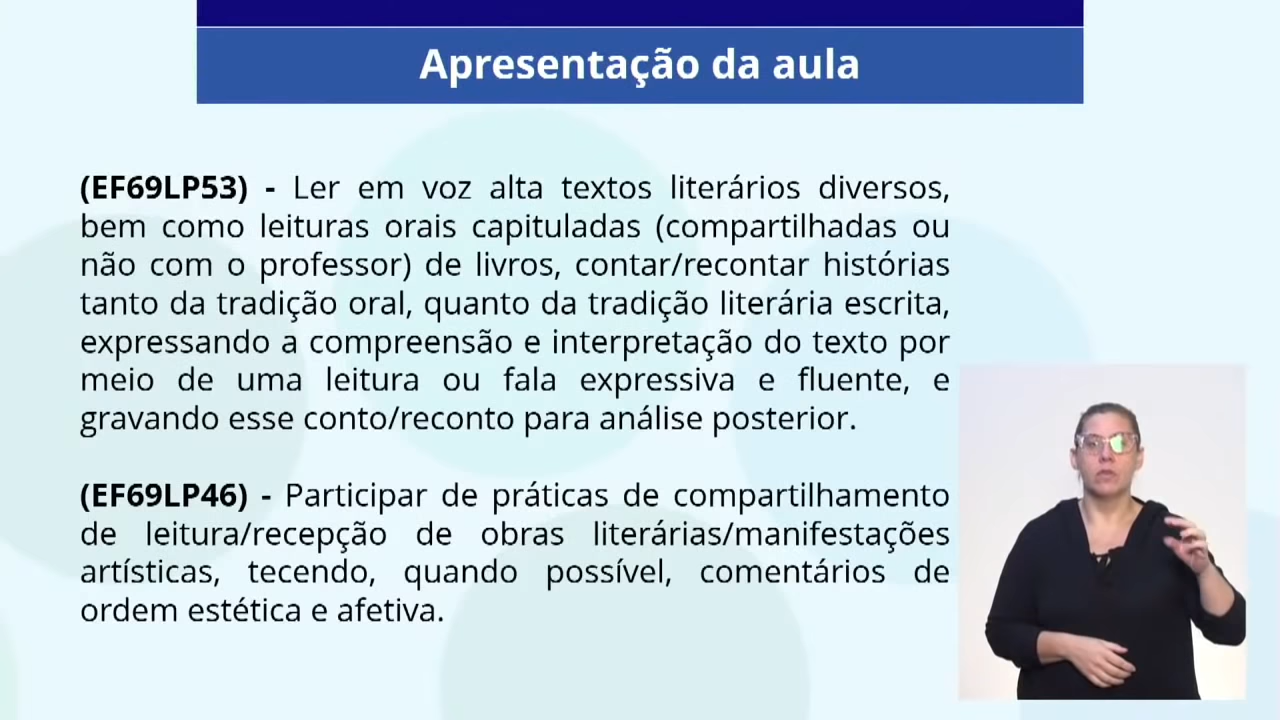 Apresentação da aula
(EF69LP53) - Ler em voz alta textos literários diversos,
bem como leituras orais capituladas (compartilhadas ou
não com o professor) de livros, contar/recontar histórias
tanto da tradição oral, quanto da tradição literária escrita,
expressando a compreensão e interpretação do texto por
meio de uma leitura ou fala expressiva e fluente, e
gravando esse conto/reconto para análise posterior.
(EF69LP46) - Participar de práticas de compartilhamento
de leitura/recepção de obras literárias/manifestações
artísticas, tecendo, quando possível, comentários de
ordem estética e afetiva.